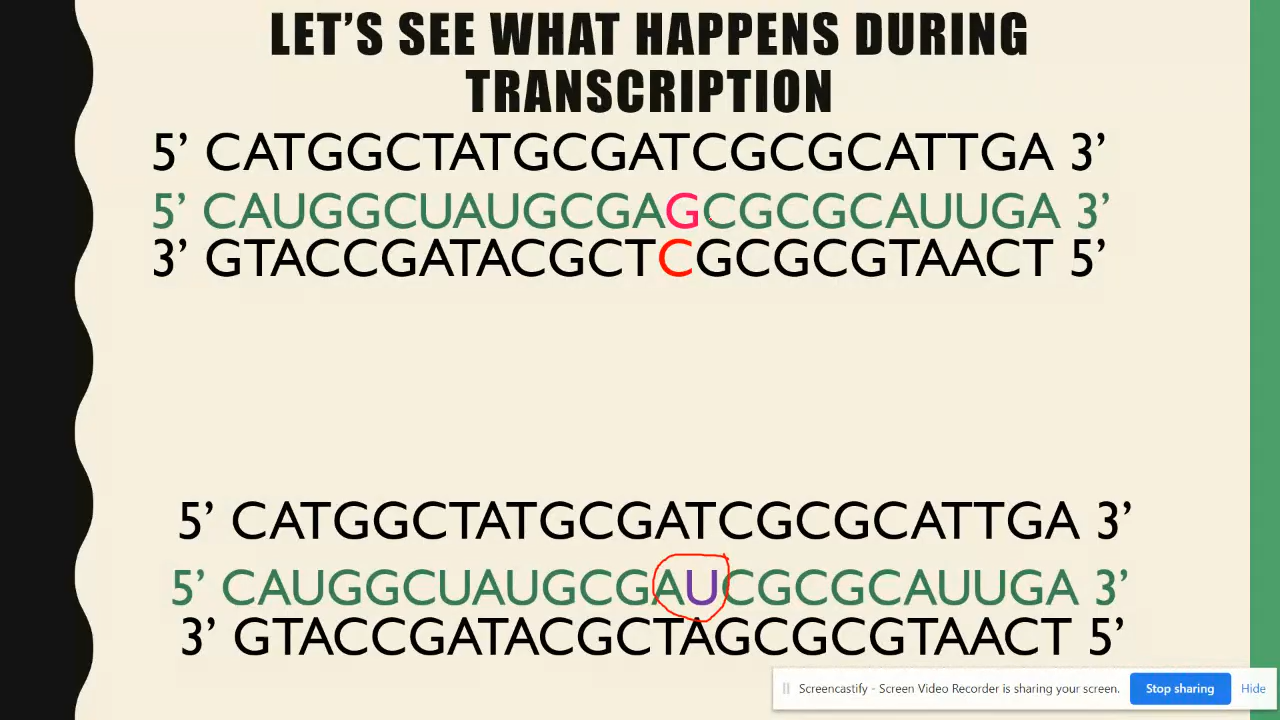 LET'S SEE WHAT HAPPENS DURING
TRANSCRIPTION
5’ CATGGCTATGCGATCGCGCATTGA 3’
5’ CAUGGCUAUGCGAGCGCGCAUUGA 3’
3’ GTACCGATACGCTCGCGCGTAACT 5’
5’ CATGGCTATGCGATCGCGCATTGA 3’
5’ CAUGGCUAUGCGAUCGCGCAUUGA 3’
3’ GTACCGATACGCTAGCGCGTAACT 5’
Screencastify - Screen Video Recorder is sharing your screen. Stop sharing Hide